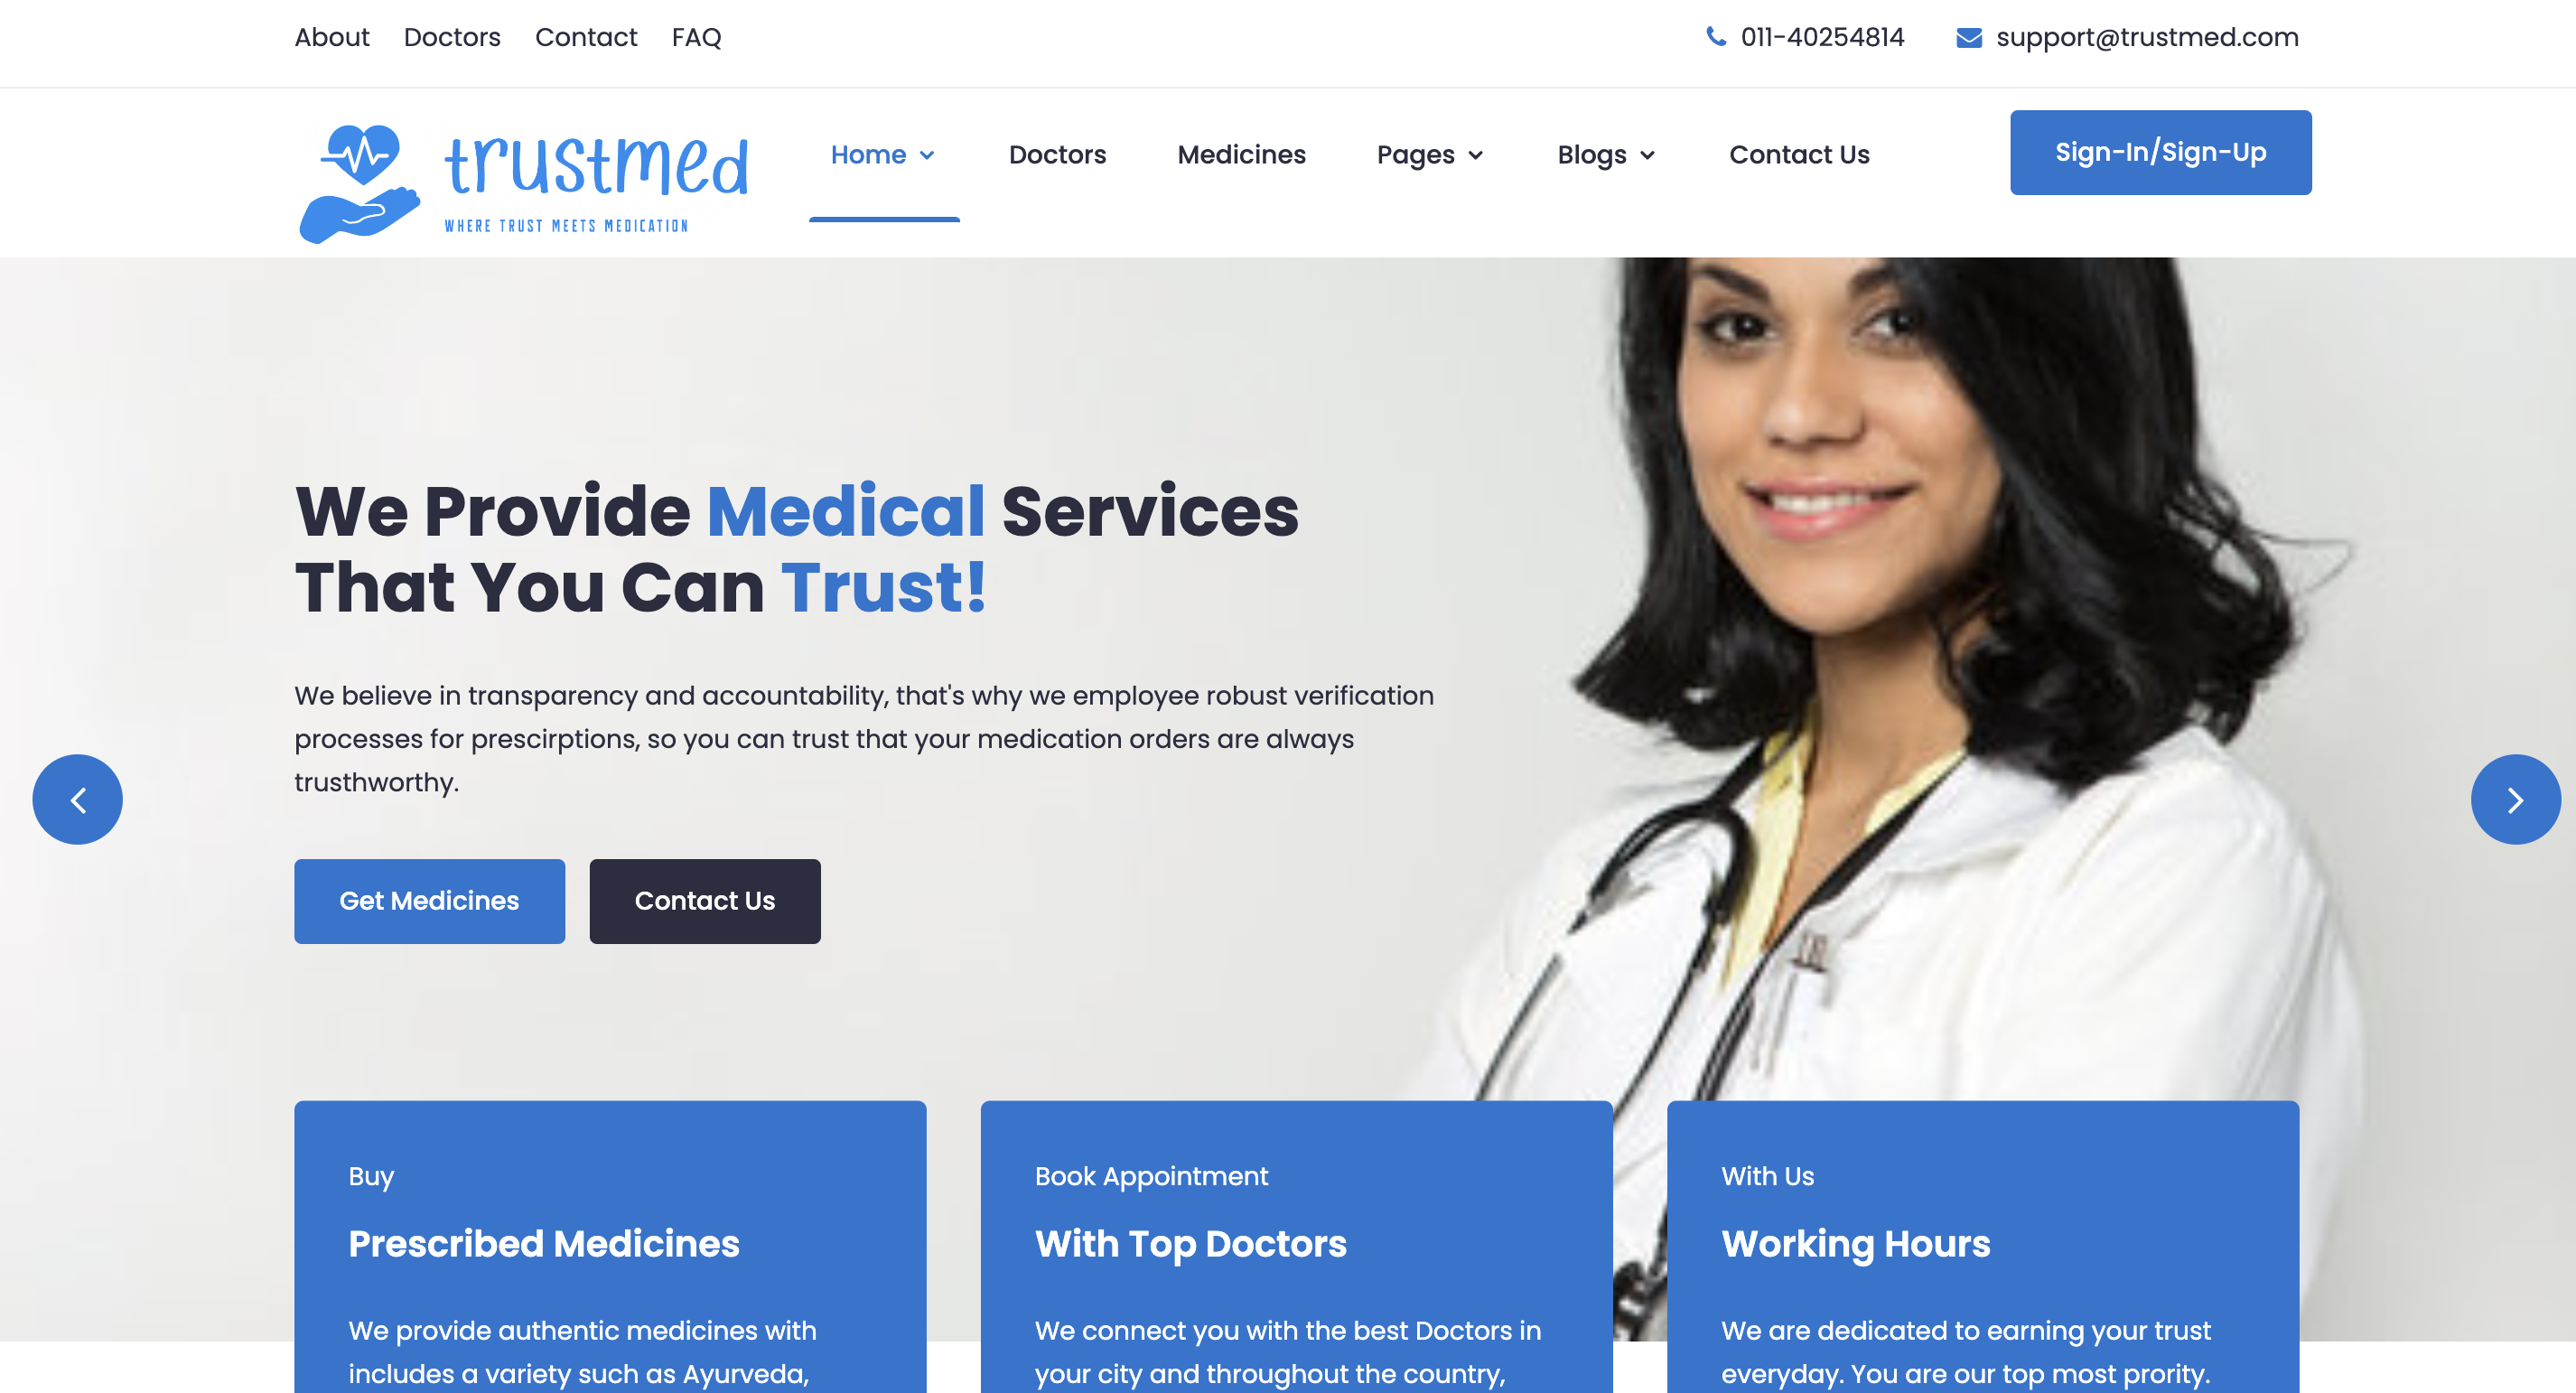 About Doctors Contact FAQ
011-40254814 support@trustmed.com
trustmed
WHERE TRUST MEETS MEDICATION
Home Doctors Medicines Pages Blogs Contact Us
Sign-In/Sign-Up
We Provide Medical Services
That You Can Trust!
We believe in transparency and accountability, that's why we employee robust verification
processes for prescirptions, so you can trust that your medication orders are always
trusthworthy.
Get Medicines Contact Us
Buy
Prescribed Medicines
We provide authentic medicines with
includes a variety such as Ayurveda,
Book Appointment
With Top Doctors
We connect you with the best Doctors in
your city and throughout the country,
With Us
Working Hours
We are dedicated to earning your trust
everyday. You are our top most prority.